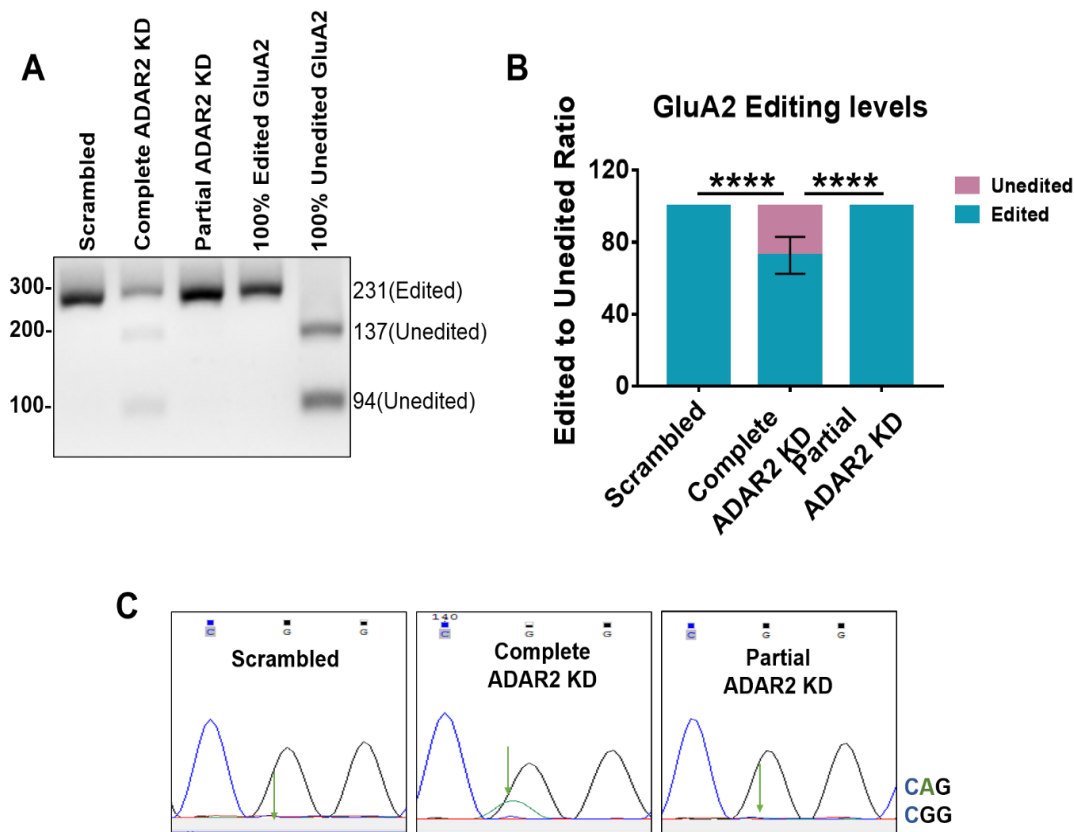 A
Scrambled
Complete ADAR2 KD
Partial ADAR2 KD
100% Edited GluA2
100% Unedited GluA2
300-
200-
100-
231(Edited)
137(Unedited)
94(Unedited)
B
GluA2 Editing levels
Edited to Unedited Ratio
120
80
40
0
****
****
Unedited
Edited
Scrambled
Complete
ADAR2 KD
Partial
ADAR2 KD
C
C G G
Scrambled
140
C G G
Complete
ADAR2 KD
C G G
Partial
ADAR2 KD
CAG
CGG